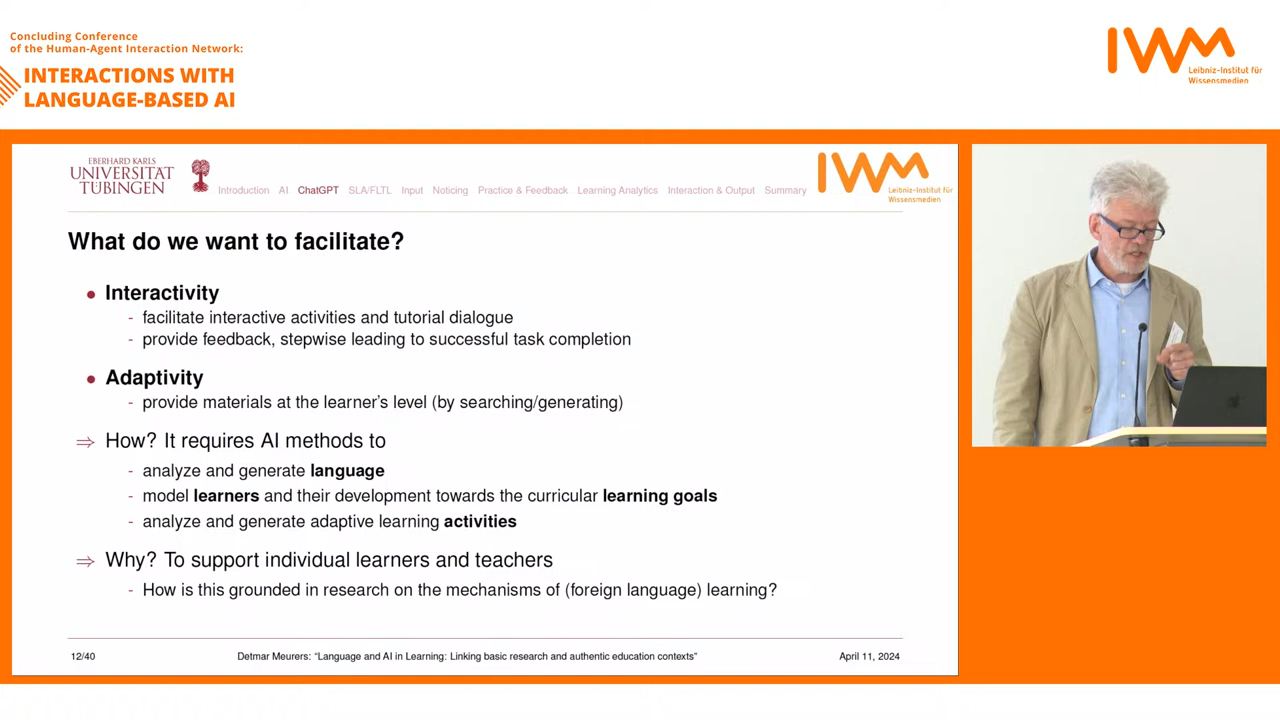 Concluding Conference
of the Human-Agent Interaction Network:
INTERACTIONS WITH
LANGUAGE-BASED AI
IWM
Leibniz-Institut für
Wissensmedien
EBERHARD KARLS
UNIVERSITÄT
TÜBINGEN
Introduction AI ChatGPT SLA/FLTL Input Noticing Practice & Feedback Learning Analytics Interaction & Output Summary
IWM
Leibniz-Institut für
Wissensmedien
What do we want to facilitate?
• Interactivity
- facilitate interactive activities and tutorial dialogue
- provide feedback, stepwise leading to successful task completion
• Adaptivity
- provide materials at the learner's level (by searching/generating)
⇒ How? It requires AI methods to
- analyze and generate language
- model learners and their development towards the curricular learning goals
- analyze and generate adaptive learning activities
⇒ Why? To support individual learners and teachers
- How is this grounded in research on the mechanisms of (foreign language) learning?
12/40 Detmar Meurers: “Language and AI in Learning: Linking basic research and authentic education contexts” April 11, 2024